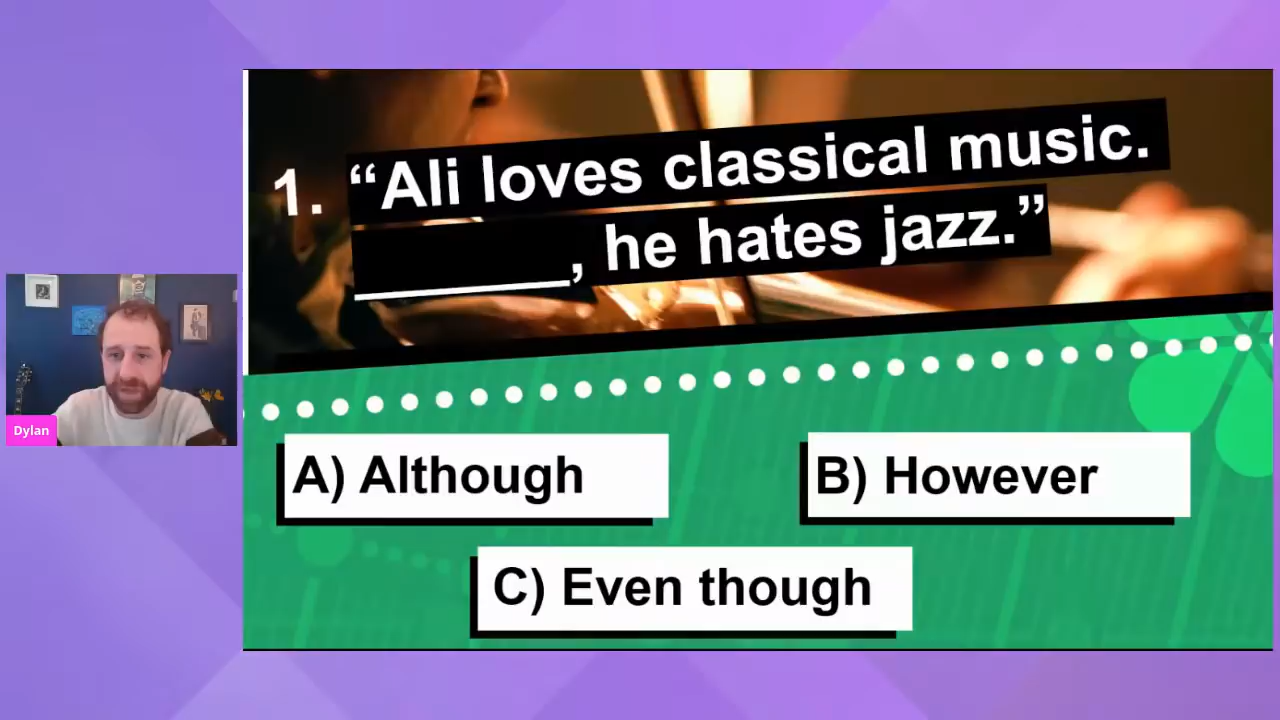 1. “Ali loves classical music.
_______, he hates jazz.”
Dylan
A) Although
B) However
C) Even though